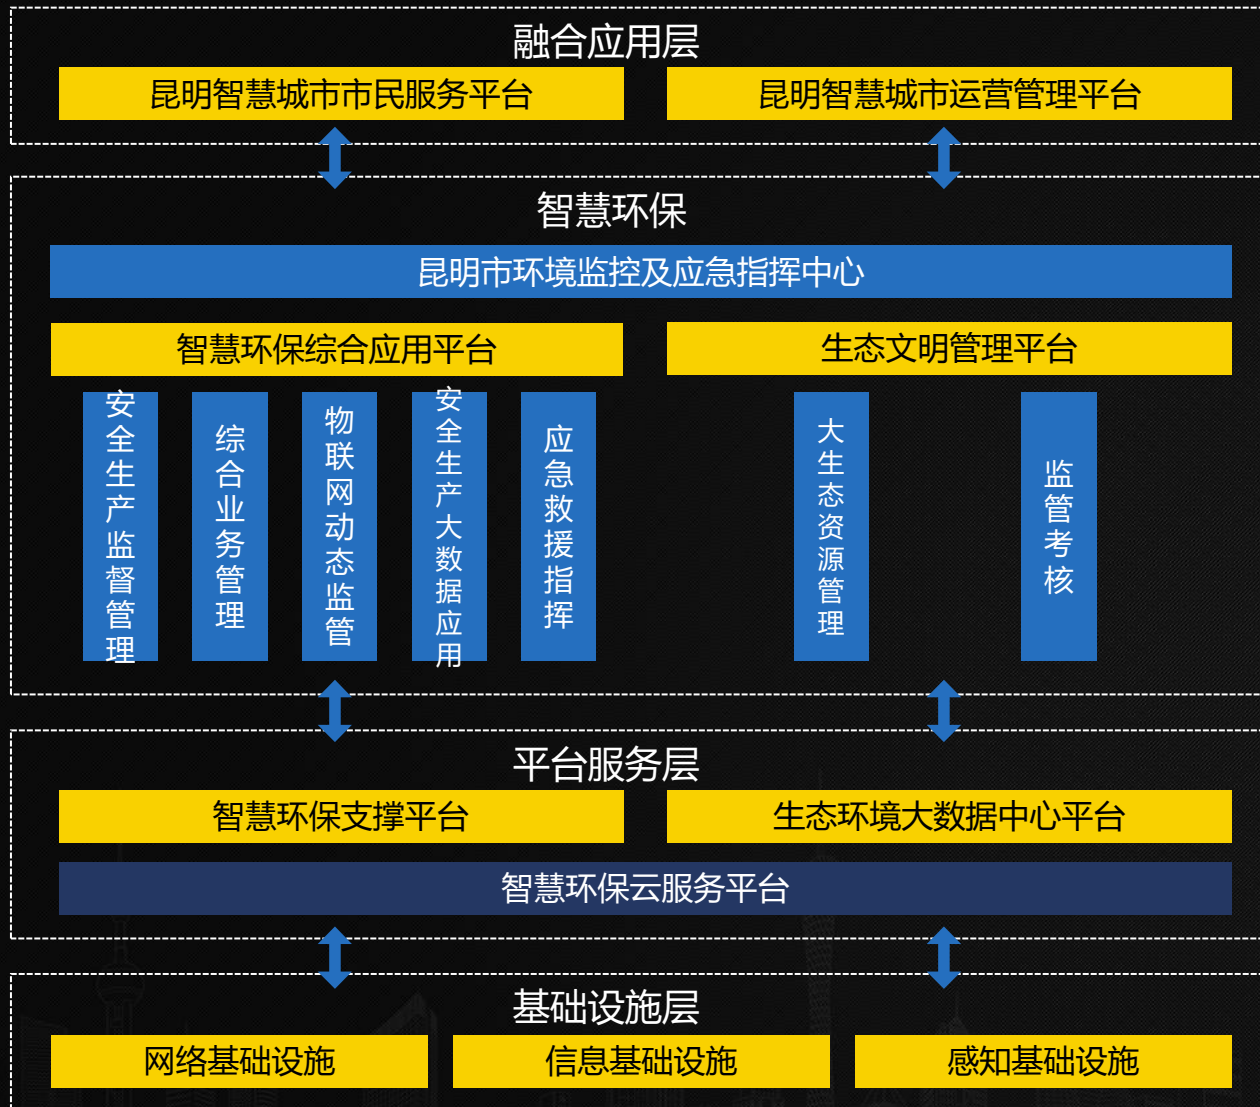 融合应用层
昆明智慧城市市民服务平台
昆明智慧城市运营管理平台
智慧环保
昆明市环境监控及应急指挥中心
智慧环保综合应用平台
生态文明管理平台
安全生产监督管理
综合业务管理
物联网动态监管
安全生产大数据应用
应急救援指挥
大生态资源管理
监管考核
平台服务层
智慧环保支撑平台
生态环境大数据中心平台
智慧环保云服务平台
基础设施层
网络基础设施
信息基础设施
感知基础设施